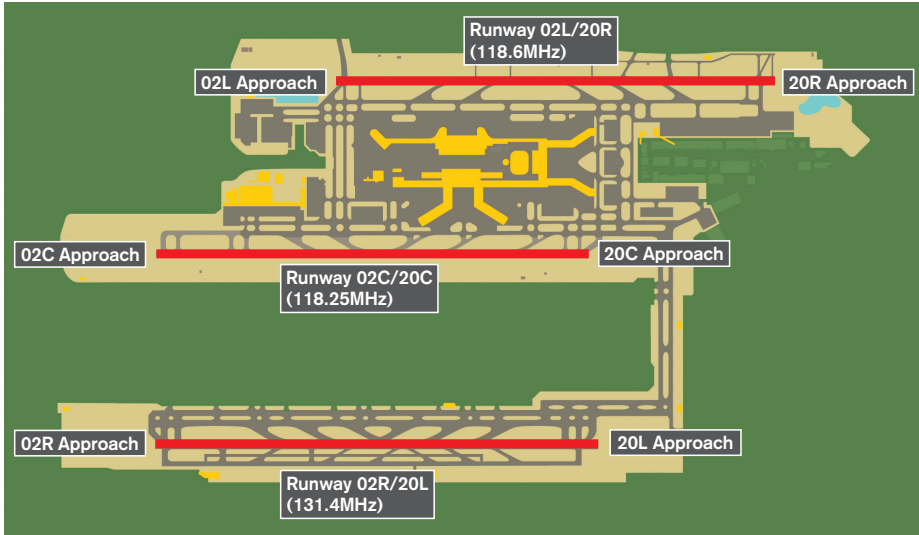 Runway 02L/20R
(118.6MHz)
02L Approach
20R Approach
02C Approach
20C Approach
Runway 02C/20C
(118.25MHz)
02R Approach
20L Approach
Runway 02R/20L
(131.4MHz)